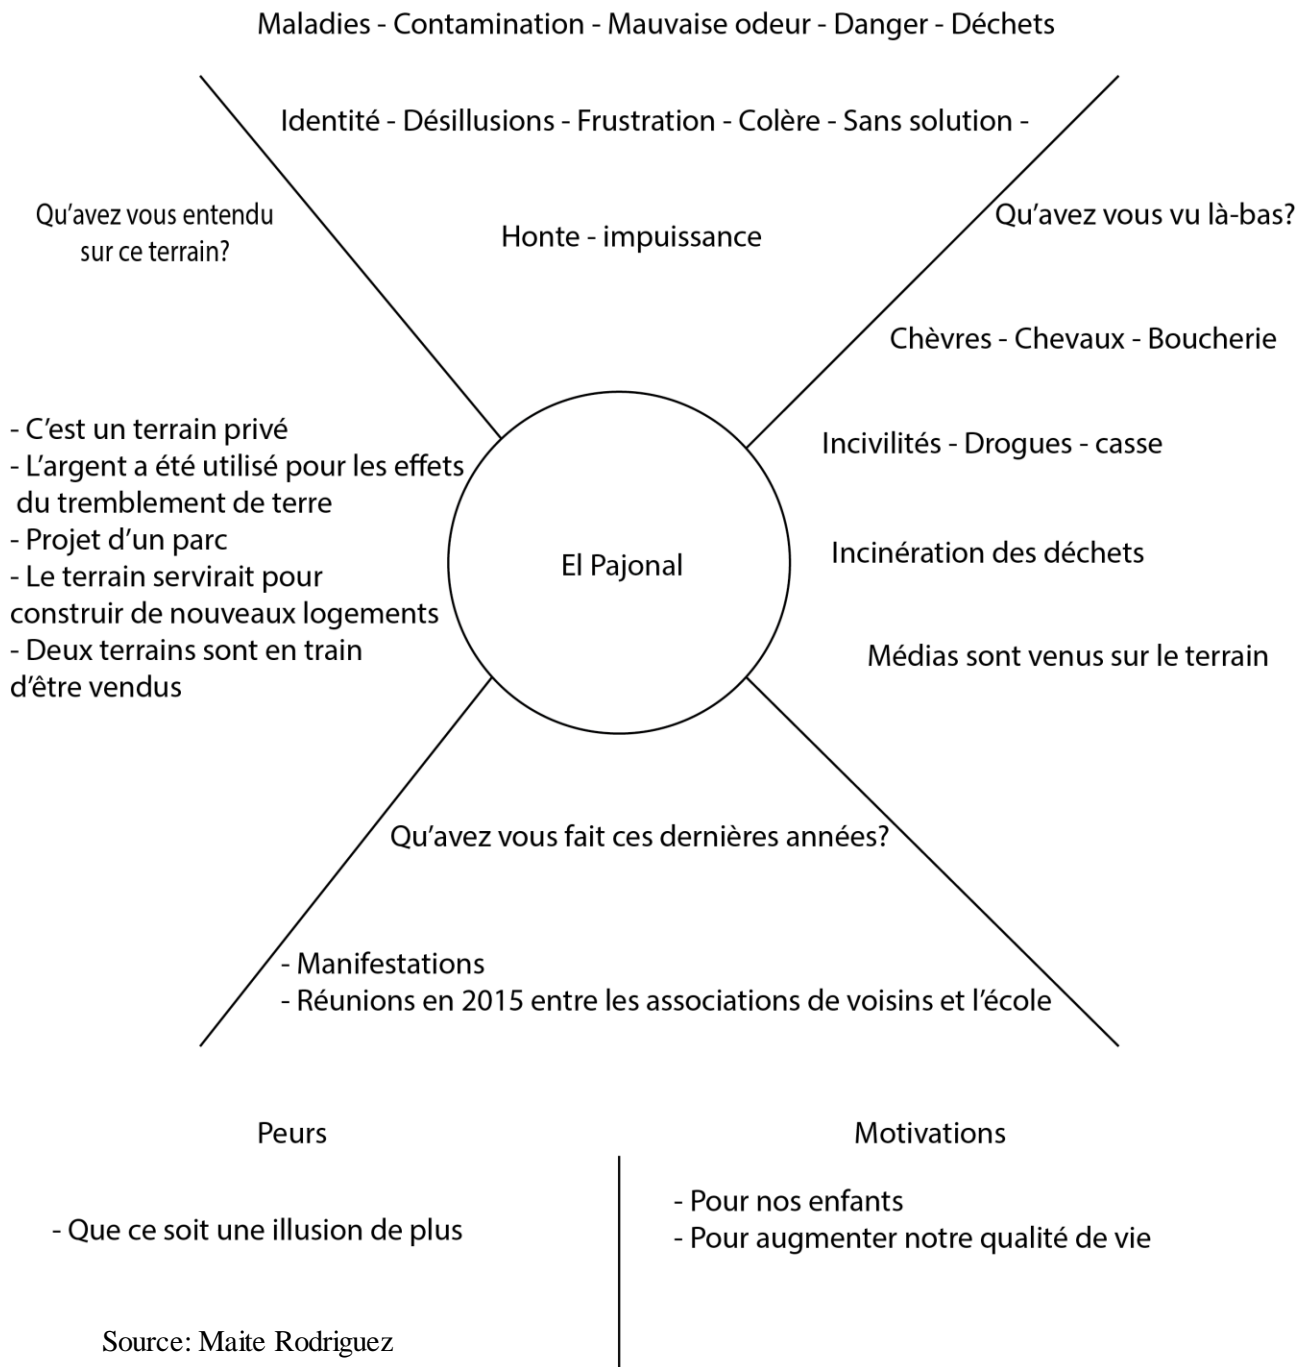 Maladies - Contamination - Mauvaise odeur - Danger - Déchets
Identité - Désillusions - Frustration - Colère - Sans solution -
Honte - impuissance
Qu'avez vous entendu
sur ce terrain?
- C'est un terrain privé
- L'argent a été utilisé pour les effets
du tremblement de terre
- Projet d'un parc
- Le terrain servirait pour
construir de nouveaux logements
- Deux terrains sont en train
d'être vendus
El Pajonal
Qu'avez vous vu là-bas?
Chèvres - Chevaux - Boucherie
Incivilités - Drogues - casse
Incinération des déchets
Médias sont venus sur le terrain
Qu'avez vous fait ces dernières années?
- Manifestations
- Réunions en 2015 entre les associations de voisins et l'école
Peurs
- Que ce soit une illusion de plus
Motivations
- Pour nos enfants
- Pour augmenter notre qualité de vie
Source: Maite Rodriguez